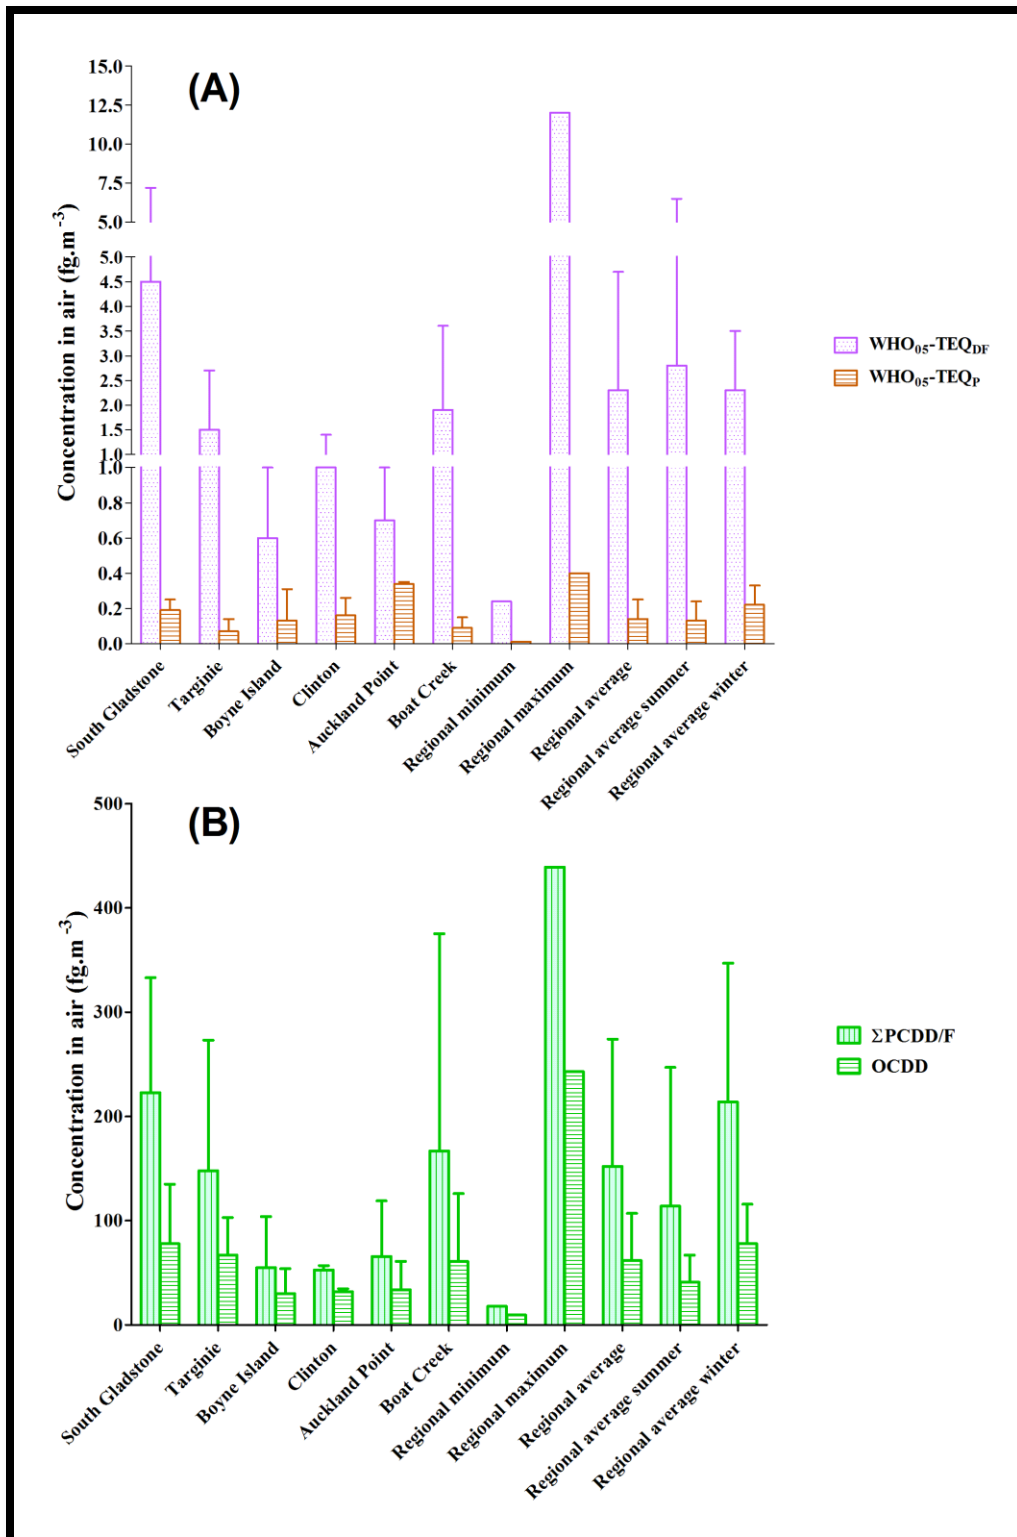 (A)
Concentration in air (fg.m⁻³)
15.0
12.5
10.0
7.5
5.0
5.0
4.5
4.0
3.5
3.0
2.5
2.0
1.5
1.0
1.0
0.8
0.6
0.4
0.2
0.0
South Gladstone
Targinie
Boyne Island
Clinton
Auckland Point
Boat Creek
Regional minimum
Regional maximum
Regional average
Regional average summer
Regional average winter
WHO₀₅-TEQ_DF
WHO₀₅-TEQ_P
(B)
Concentration in air (fg.m⁻³)
500
400
300
200
100
0
South Gladstone
Targinie
Boyne Island
Clinton
Auckland Point
Boat Creek
Regional minimum
Regional maximum
Regional average
Regional average summer
Regional average winter
ΣPCDD/F
OCDD